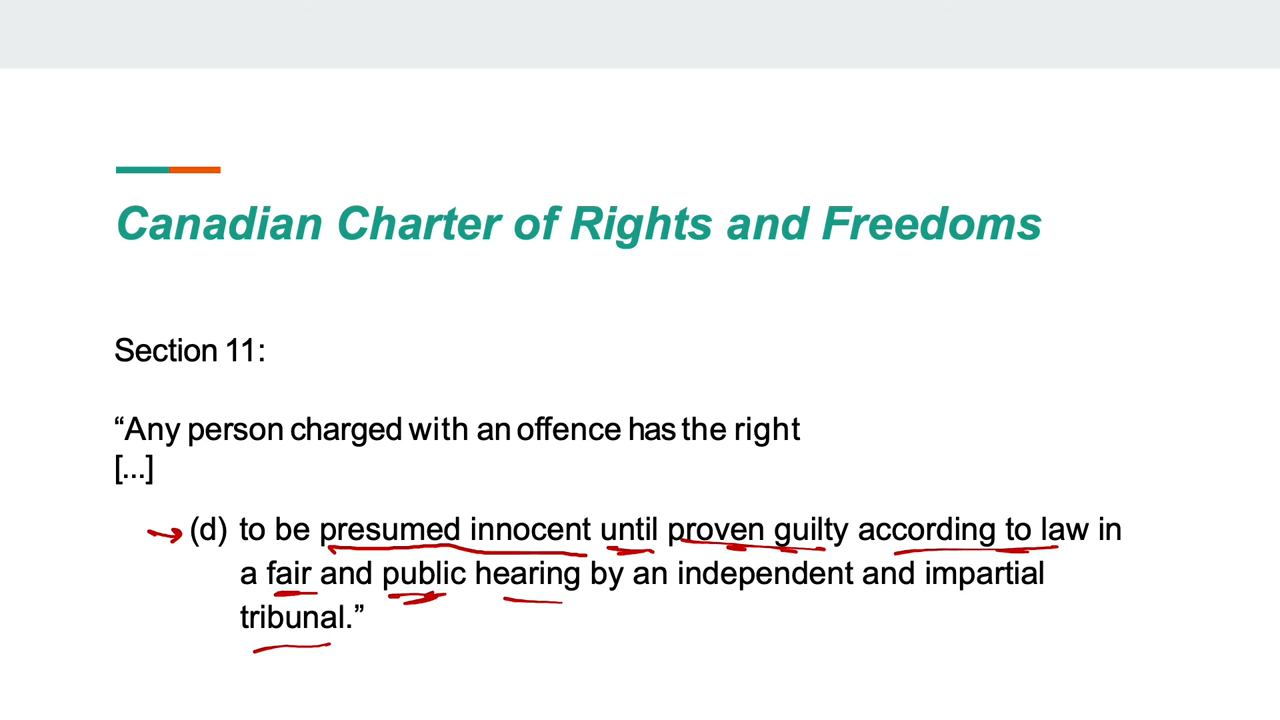 Canadian Charter of Rights and Freedoms
Section 11:
“Any person charged with an offence has the right
[...]
(d) to be presumed innocent until proven guilty according to law in
a fair and public hearing by an independent and impartial
tribunal.”